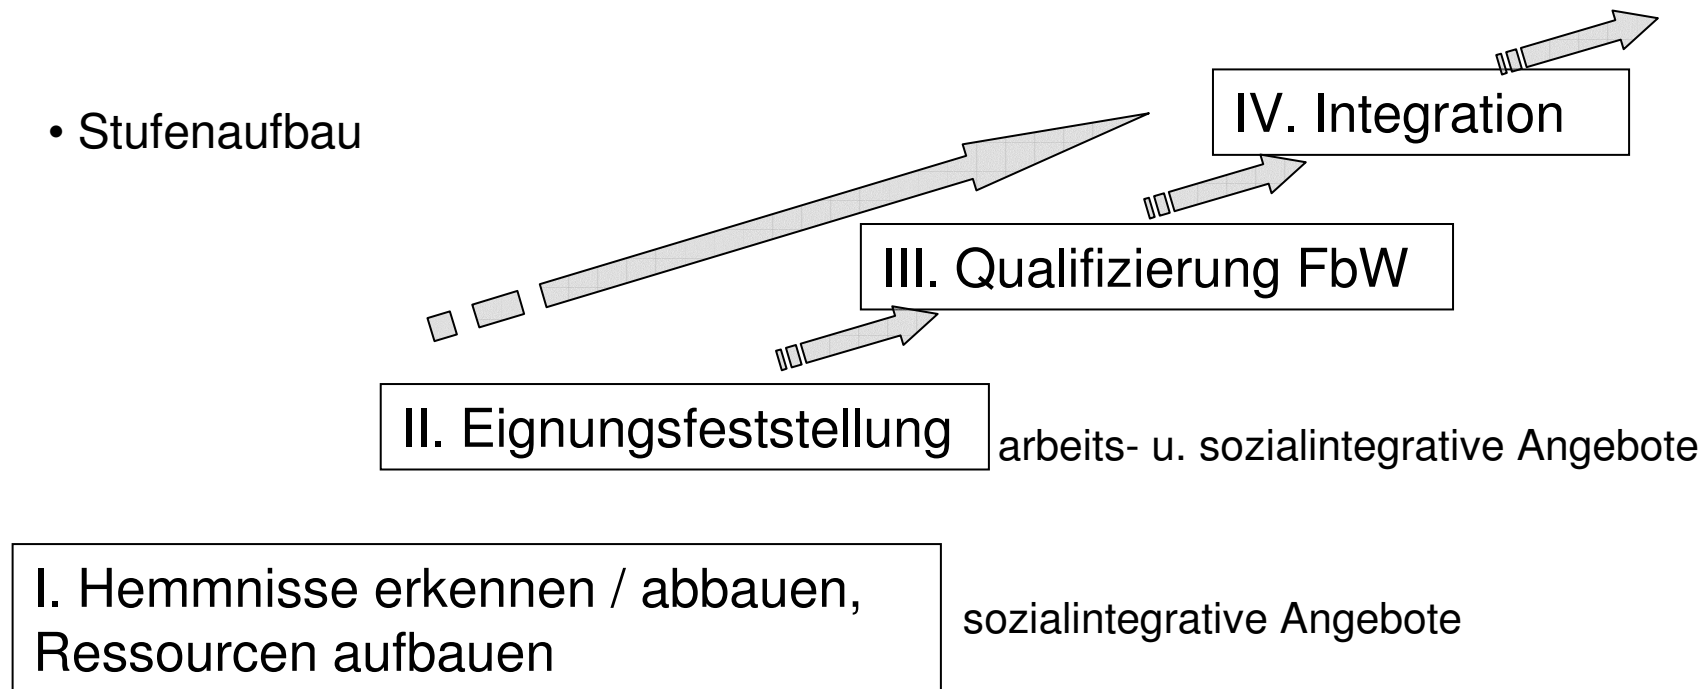 • Stufenaufbau
IV. Integration
III. Qualifizierung FbW
II. Eignungsfeststellung
arbeits- u. sozialintegrative Angebote
I. Hemmnisse erkennen / abbauen,
Ressourcen aufbauen
sozialintegrative Angebote